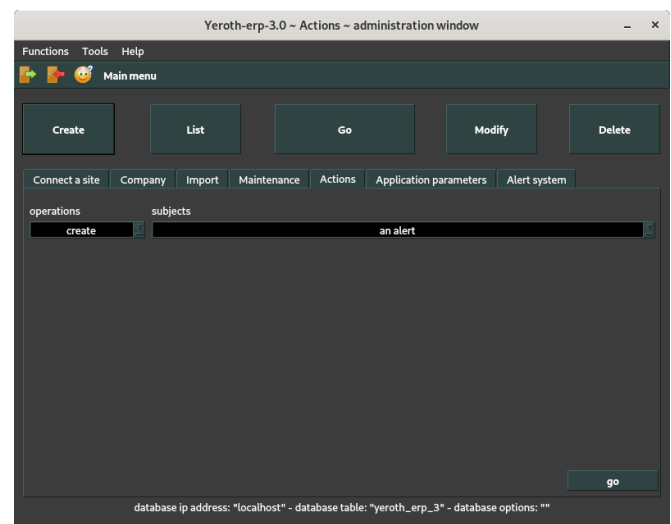 Yeroth-erp-3.0 ~ Actions ~ administration window
Functions Tools Help
Main menu
Create List Go Modify Delete
Connect a site Company Import Maintenance Actions Application parameters Alert system
operations subjects
create an alert
go
database ip address: "localhost" - database table: "yeroth_erp_3" - database options: ""